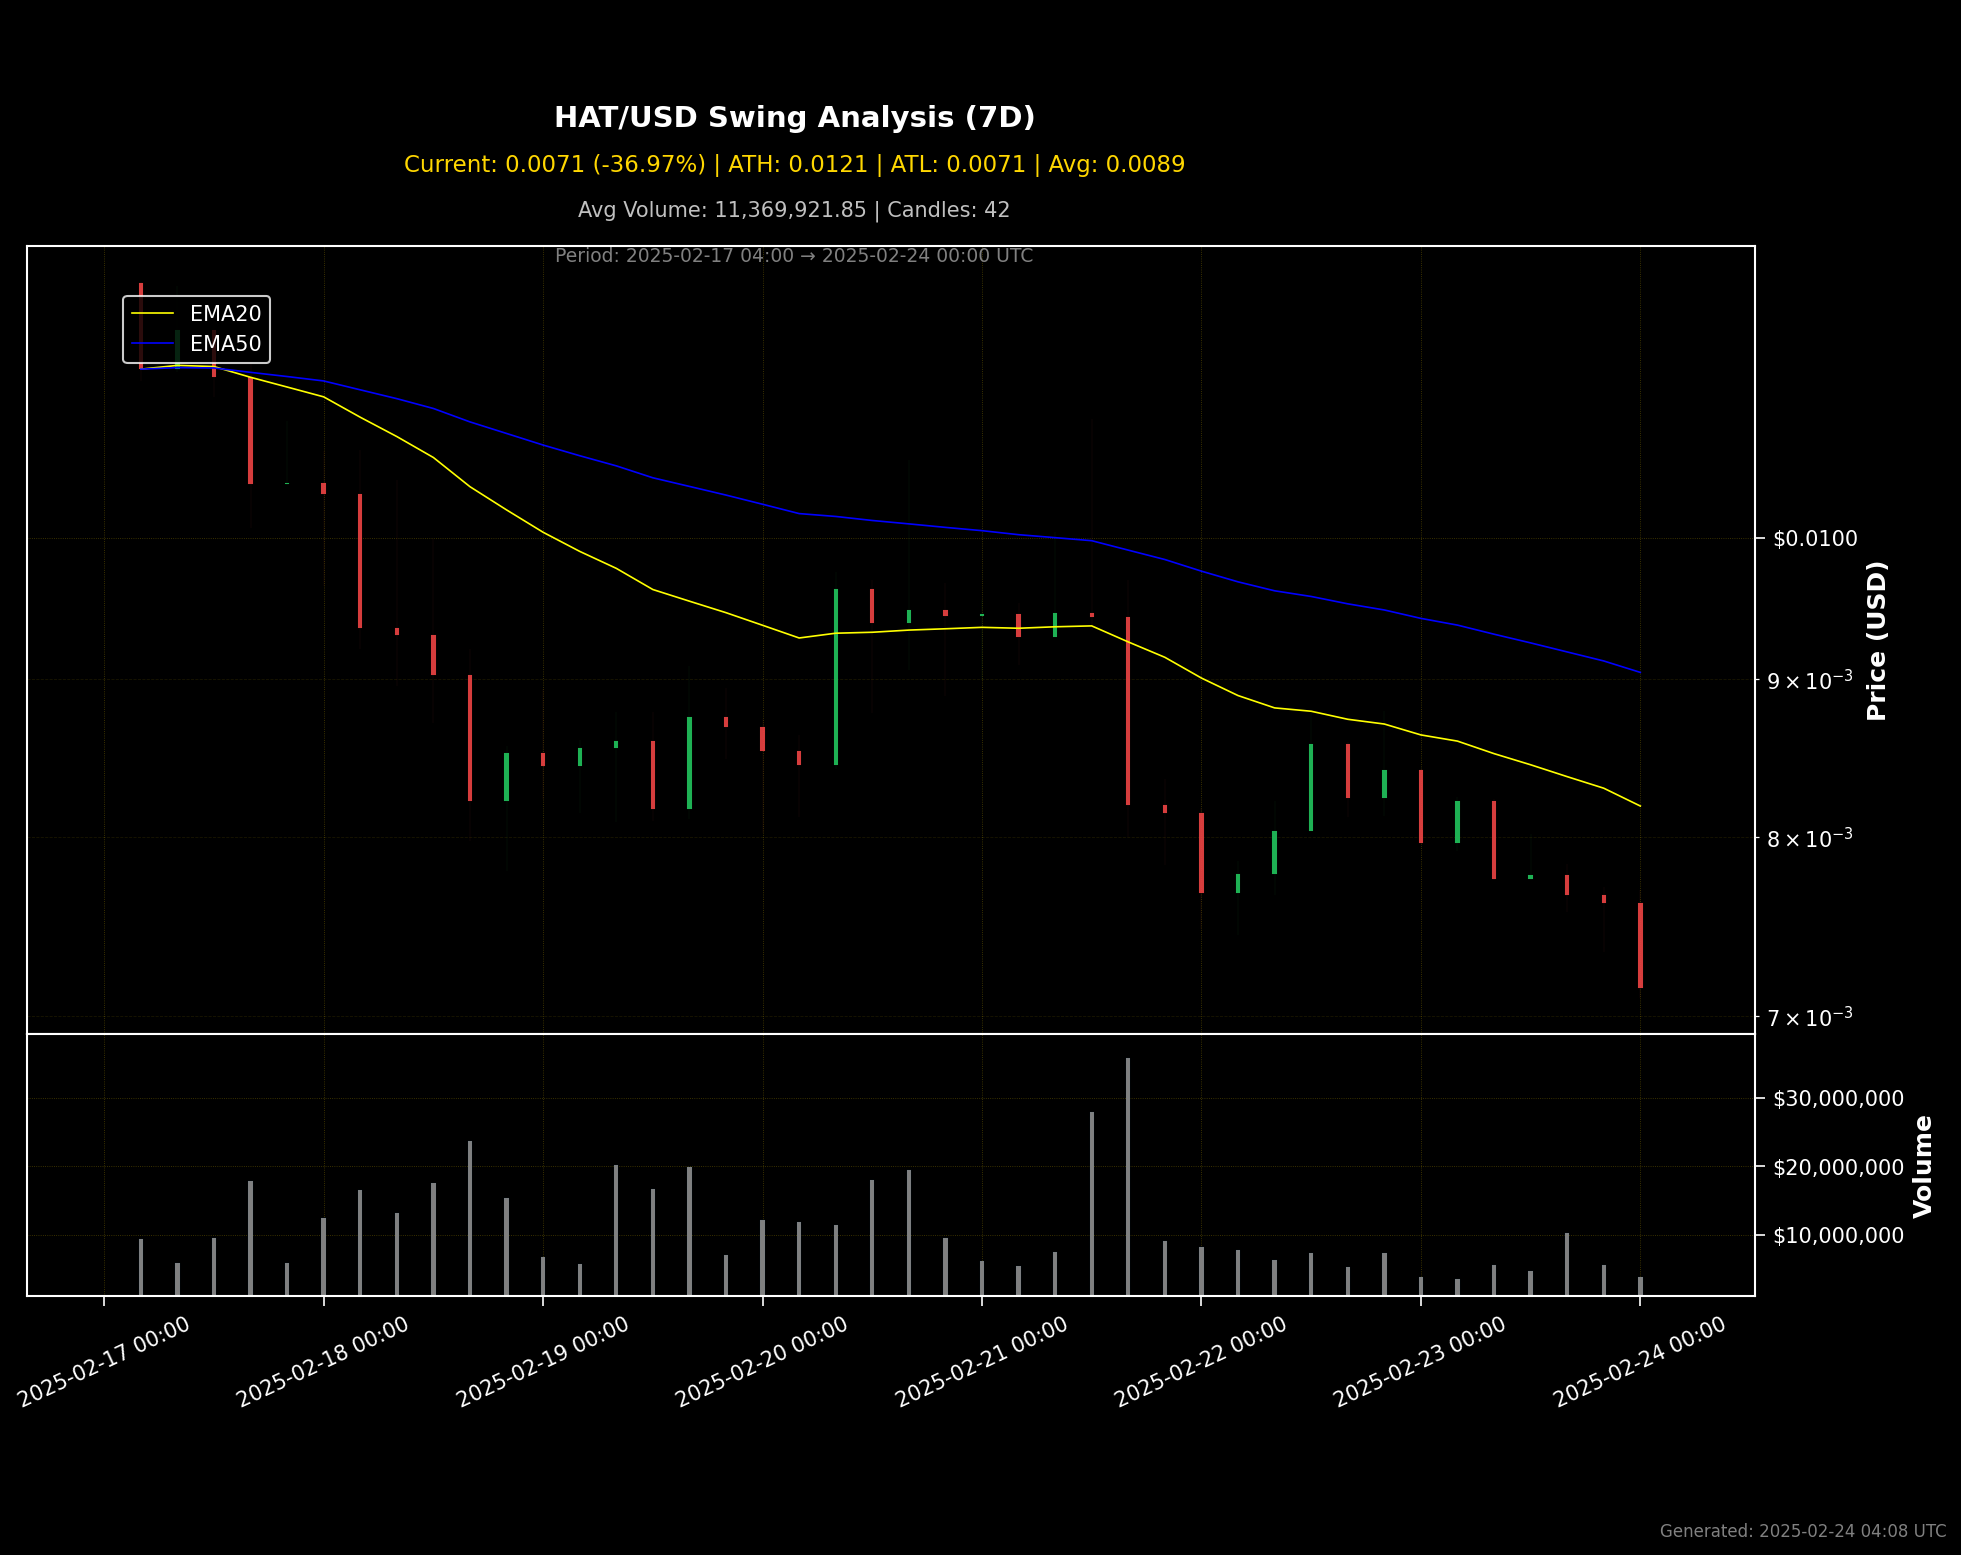 HAT/USD Swing Analysis (7D)
Current: 0.0071 (-36.97%) | ATH: 0.0121 | ATL: 0.0071 | Avg: 0.0089
Avg Volume: 11,369,921.85 | Candles: 42
Period: 2025-02-17 04:00 → 2025-02-24 00:00 UTC
EMA20
EMA50
$0.0100
9 × 10⁻³
8 × 10⁻³
7 × 10⁻³
Price (USD)
$30,000,000
$20,000,000
$10,000,000
Volume
2025-02-17 00:00
2025-02-18 00:00
2025-02-19 00:00
2025-02-20 00:00
2025-02-21 00:00
2025-02-22 00:00
2025-02-23 00:00
2025-02-24 00:00
Generated: 2025-02-24 04:08 UTC